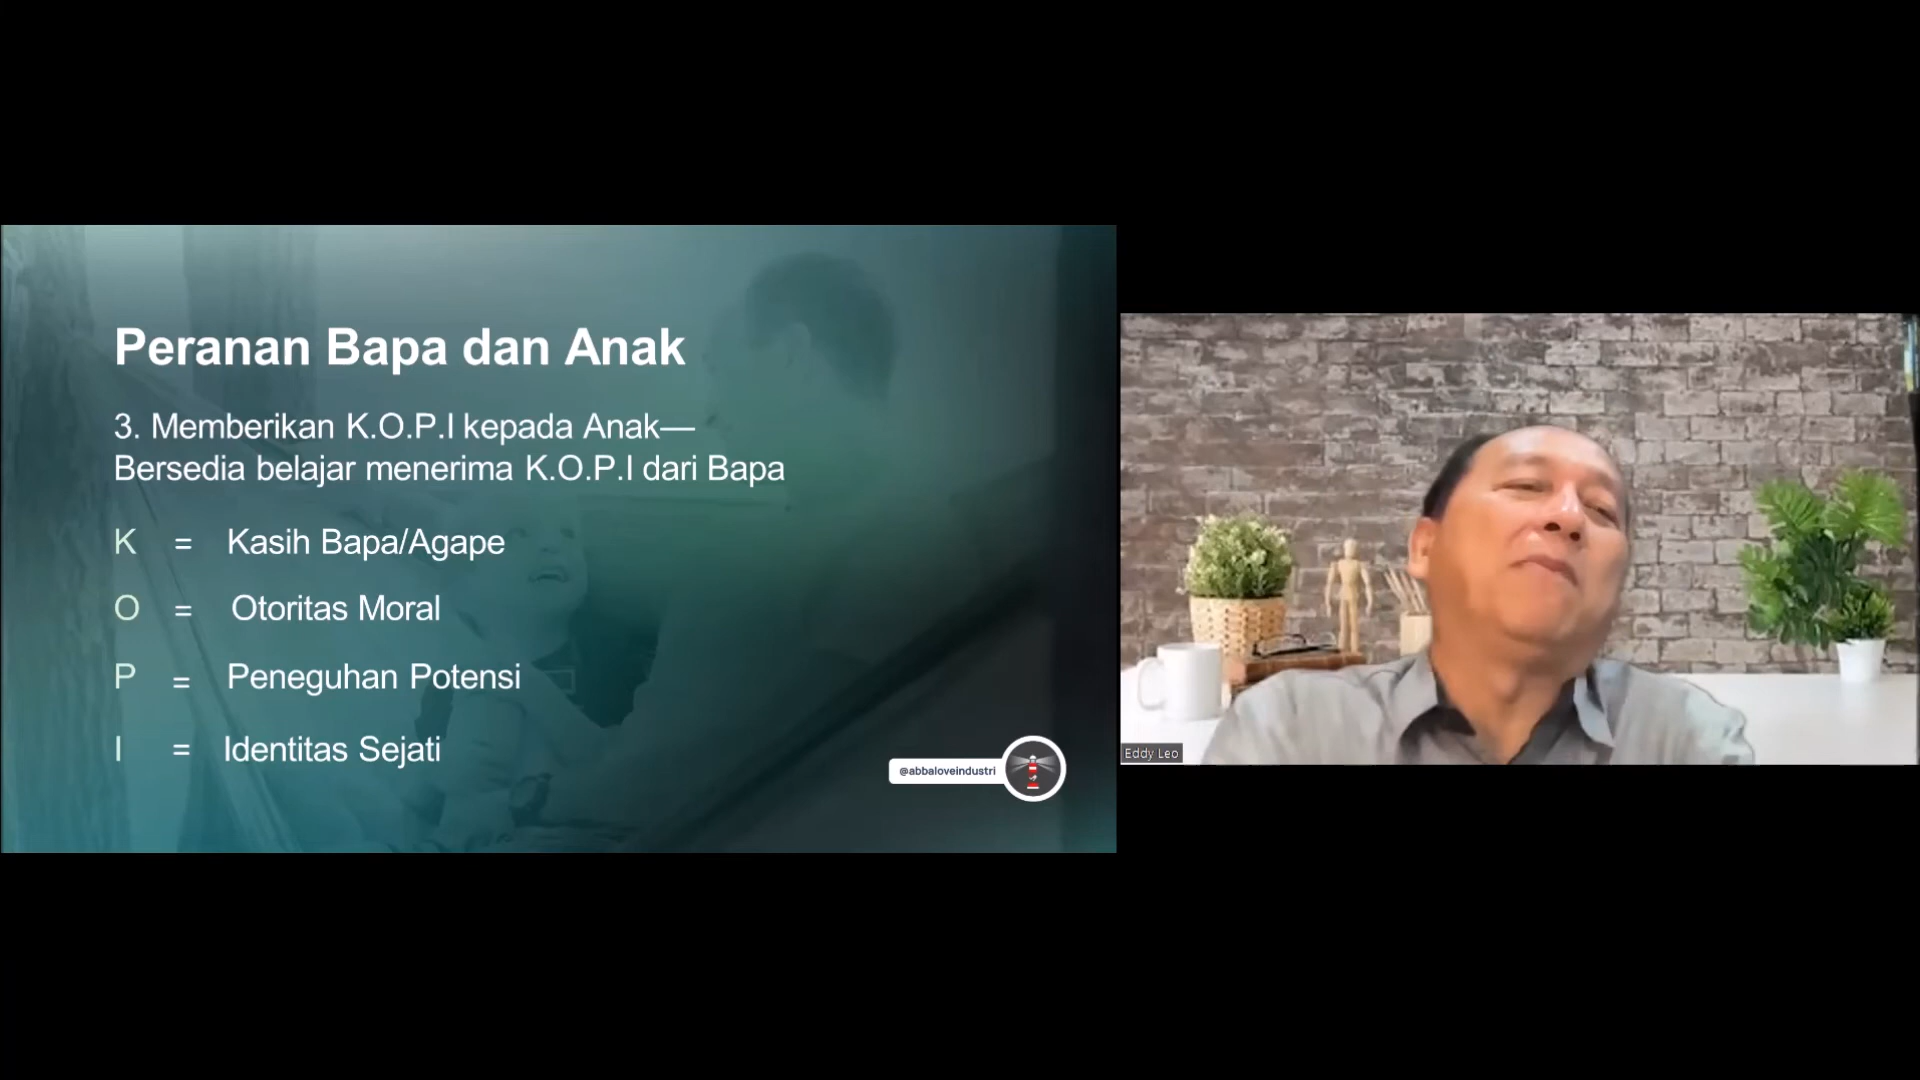 Peranan Bapa dan Anak
3. Memberikan K.O.P.I kepada Anak—
Bersedia belajar menerima K.O.P.I dari Bapa
K = Kasih Bapa/Agape
O = Otoritas Moral
P = Peneguhan Potensi
I = Identitas Sejati
@abbaloveindustri
Eddy Leo